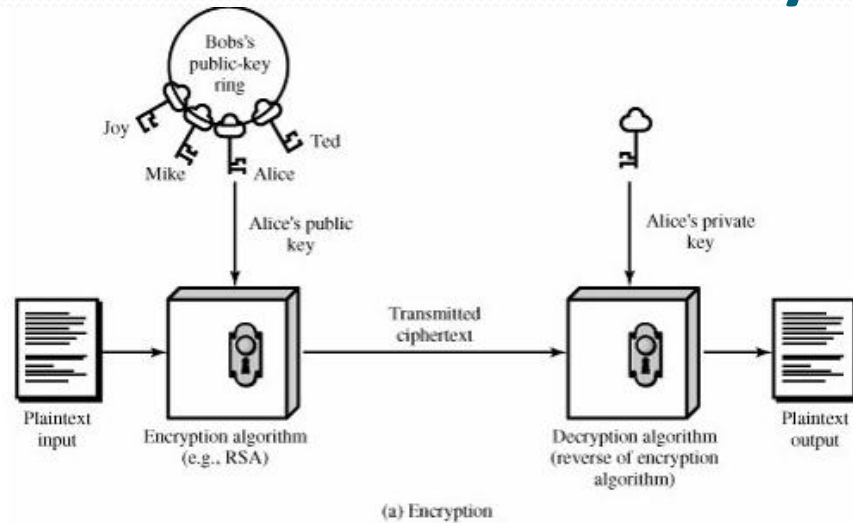 Bobs's
public-key
ring
Joy
Ted
Mike
Alice
Alice's public
key
Alice's private
key
Transmitted
ciphertext
Plaintext
input
Encryption algorithm
(e.g., RSA)
Decryption algorithm
(reverse of encryption
algorithm)
Plaintext
output
(a) Encryption